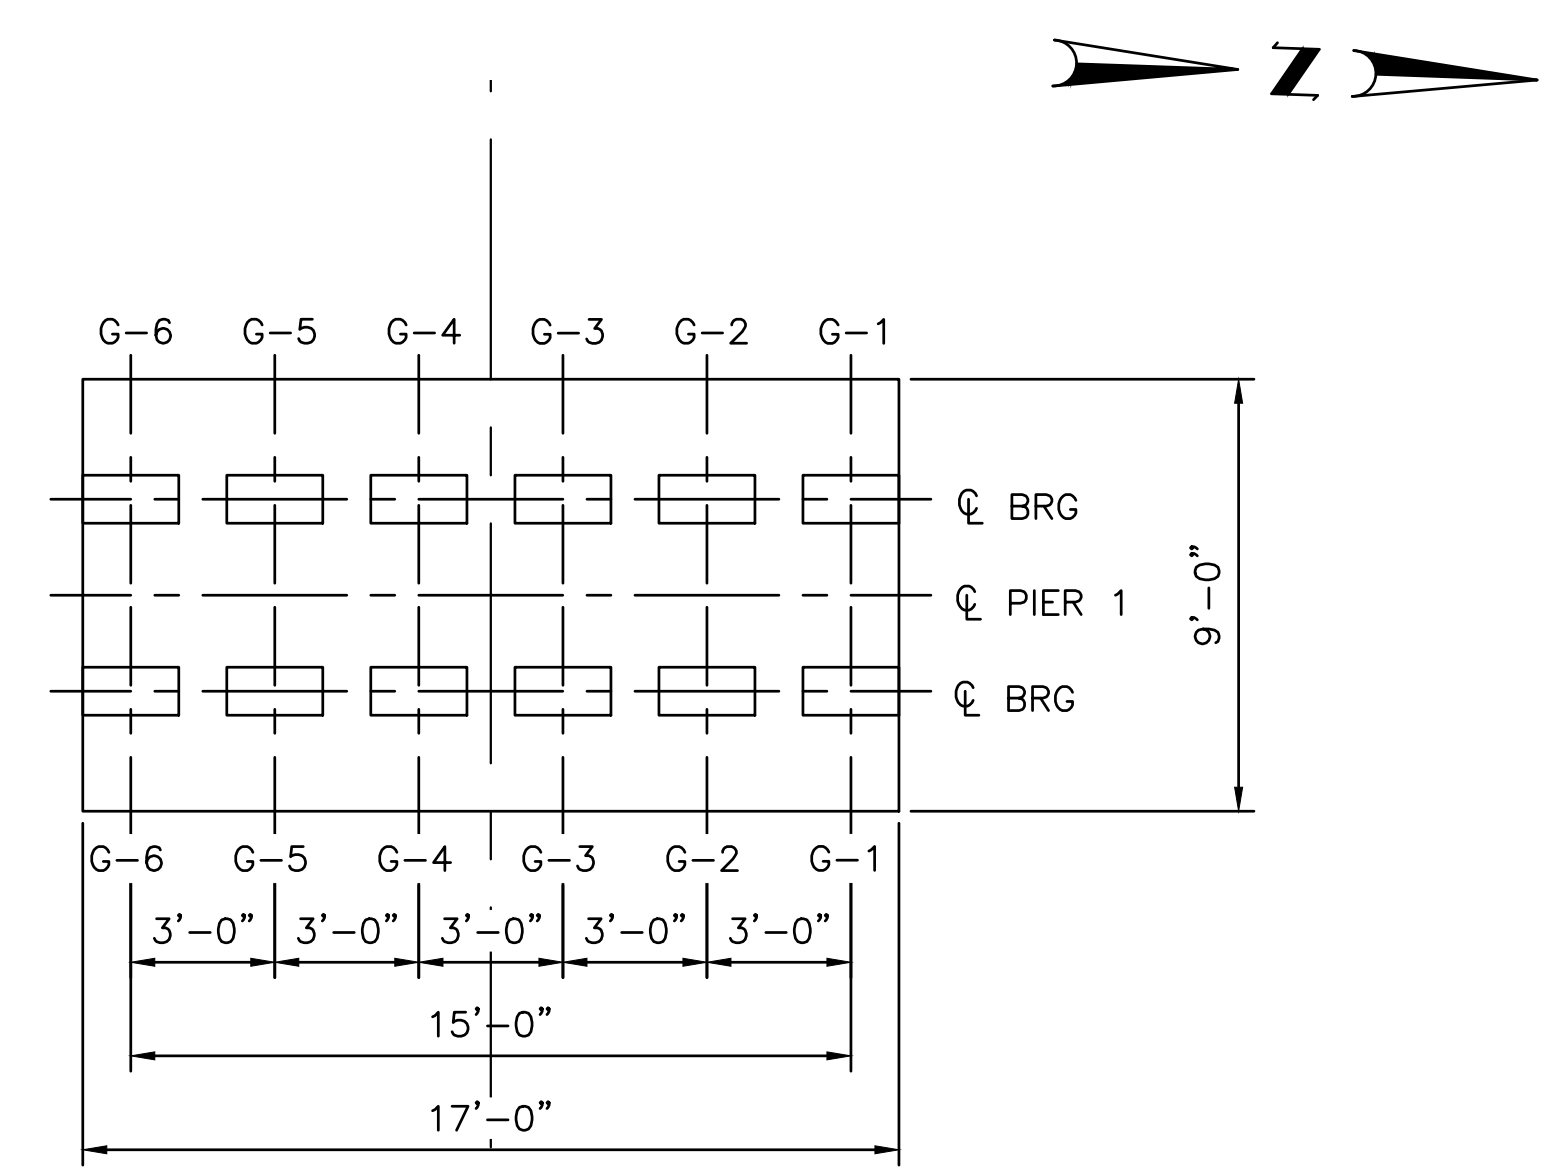 N
G-6 G-5 G-4 G-3 G-2 G-1
℄ BRG
℄ PIER 1
9'-0"
℄ BRG
G-6 G-5 G-4 G-3 G-2 G-1
3'-0" 3'-0" 3'-0" 3'-0" 3'-0"
15'-0"
17'-0"